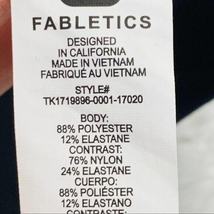 FABLETICS
DESIGNED
IN CALIFORNIA
MADE IN VIETNAM
FABRIQUÉ AU VIETNAM
STYLE#
TK1719896-0001-17020
BODY:
88% POLYESTER
12% ELASTANE
CONTRAST:
76% NYLON
24% ELASTANE
CUERPO:
88% POLIÉSTER
12% ELASTANO
CONTRASTE: